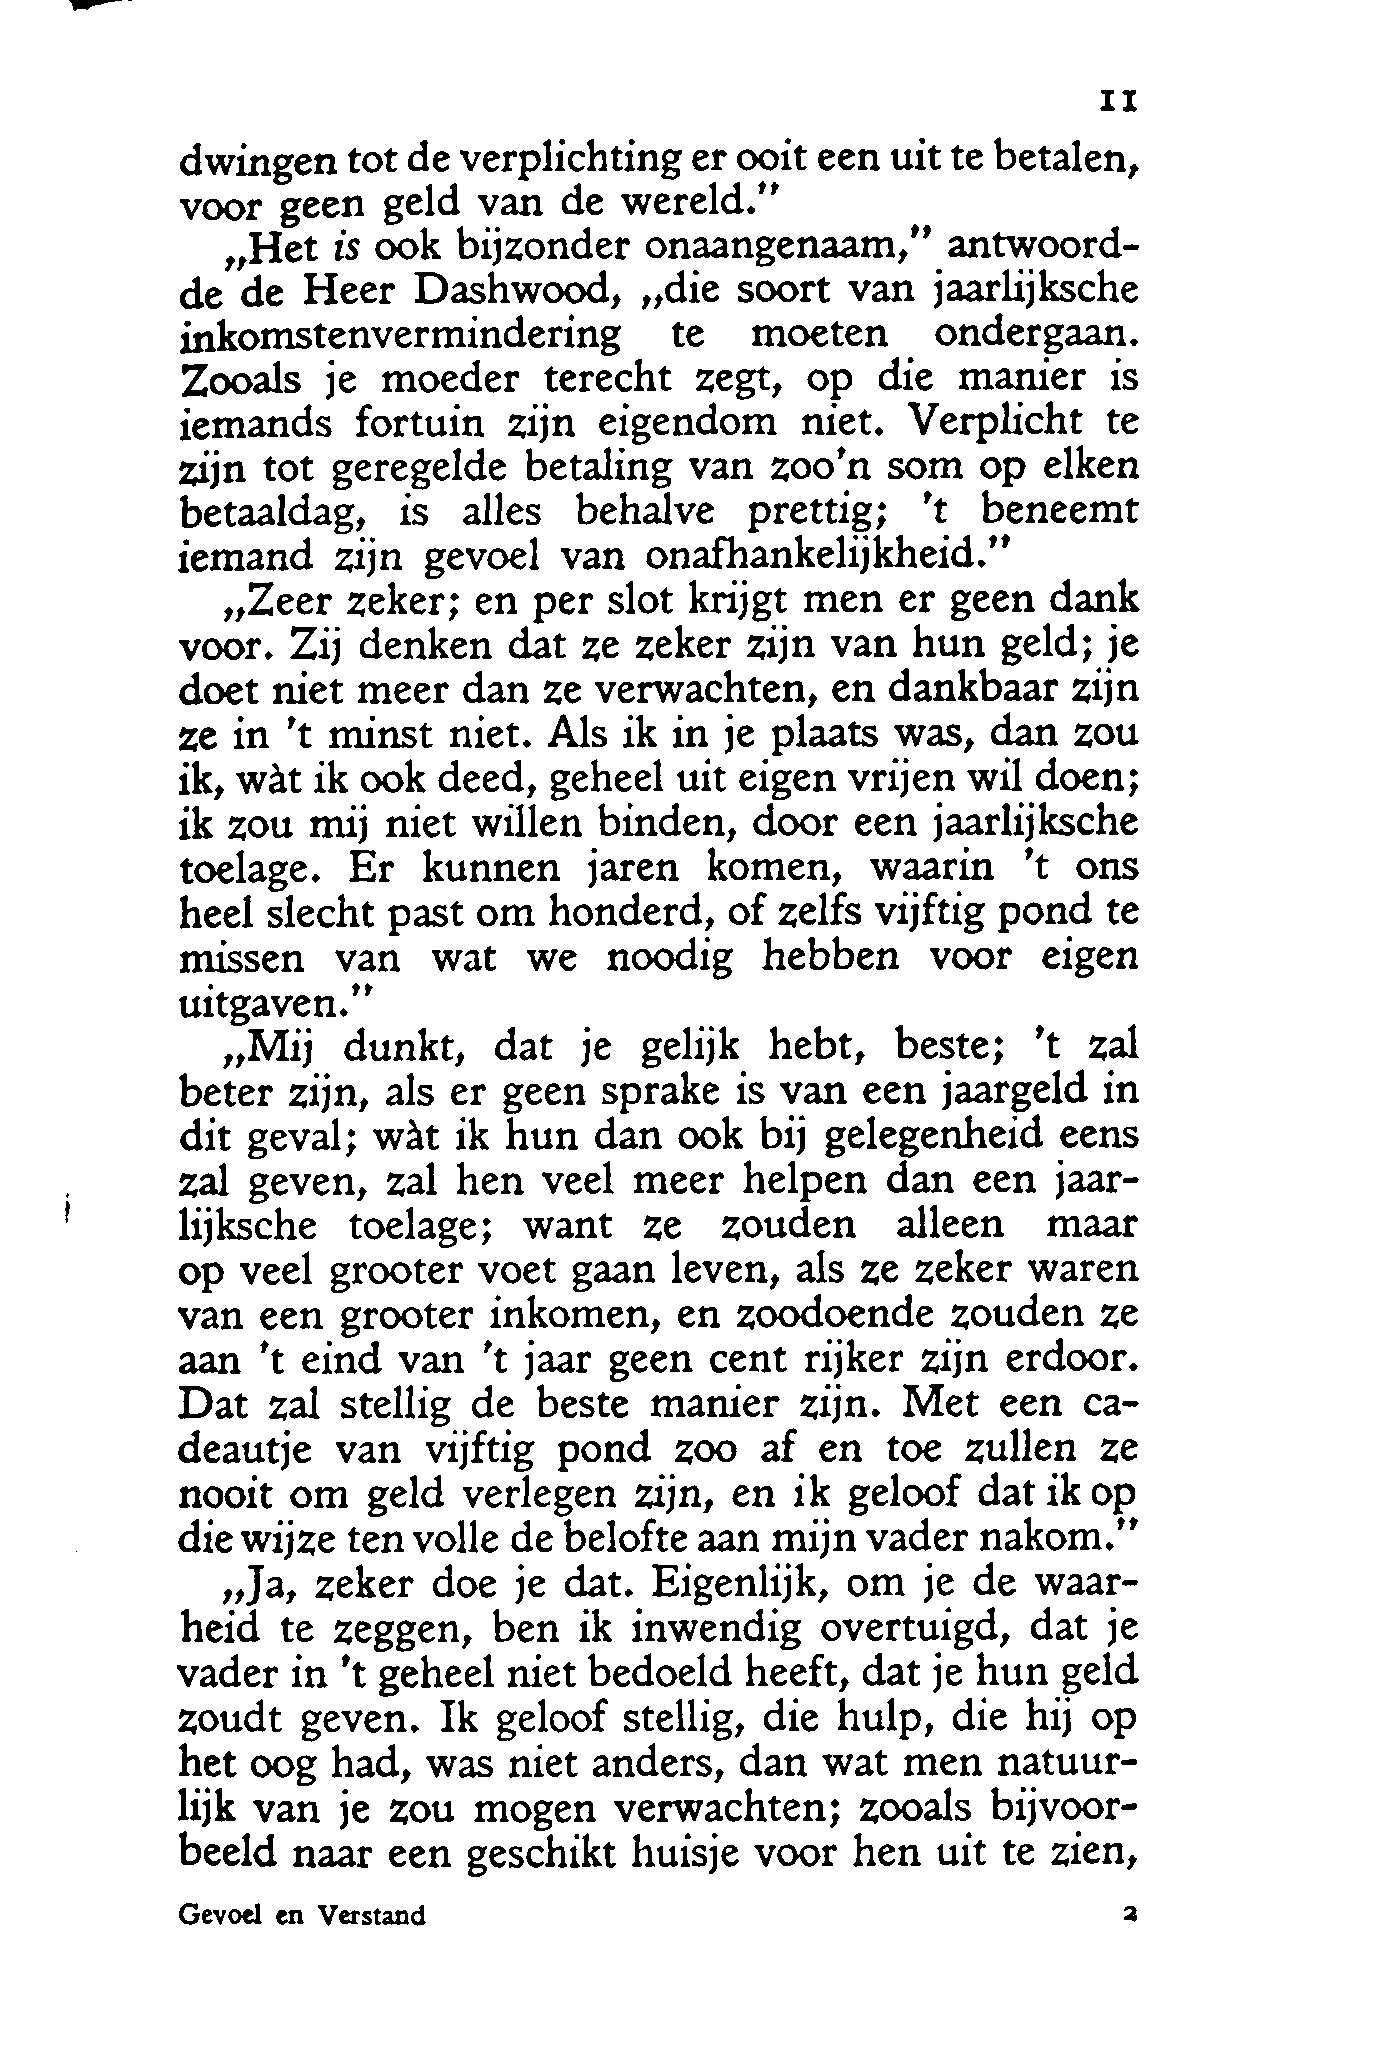 11
dwingen tot de verplichting er ooit een uit te betalen,
voor geen geld van de wereld.”
„Het is ook bijzonder onaangenaam,” antwoord-
de de Heer Dashwood, „die soort van jaarlijksche
inkomstenvermindering te moeten ondergaan.
Zooals je moeder terecht zegt, op die manier is
iemands fortuin zijn eigendom niet. Verplicht te
zijn tot geregelde betaling van zoo’n som op elken
betaaldag, is alles behalve prettig; ’t beneemt
iemand zijn gevoel van onafhankelijkheid.”
„Zeer zeker; en per slot krijgt men er geen dank
voor. Zij denken dat ze zeker zijn van hun geld; je
doet niet meer dan ze verwachten, en dankbaar zijn
ze in ’t minst niet. Als ik in je plaats was, dan zou
ik, wàt ik ook deed, geheel uit eigen vrijen wil doen;
ik zou mij niet willen binden, door een jaarlijksche
toelage. Er kunnen jaren komen, waarin ’t ons
heel slecht past om honderd, of zelfs vijftig pond te
missen van wat we noodig hebben voor eigen
uitgaven.”
„Mij dunkt, dat je gelijk hebt, beste; ’t zal
beter zijn, als er geen sprake is van een jaargeld in
dit geval; wàt ik hun dan ook bij gelegenheid eens
zal geven, zal hen veel meer helpen dan een jaar-
lijksche toelage; want ze zouden alleen maar
op veel grooter voet gaan leven, als ze zeker waren
van een grooter inkomen, en zoodoende zouden ze
aan ’t eind van ’t jaar geen cent rijker zijn erdoor.
Dat zal stellig de beste manier zijn. Met een ca-
deautje van vijftig pond zoo af en toe zullen ze
nooit om geld verlegen zijn, en ik geloof dat ik op
die wijze ten volle de belofte aan mijn vader nakom.”
„Ja, zeker doe je dat. Eigenlijk, om je de waar-
heid te zeggen, ben ik inwendig overtuigd, dat je
vader in ’t geheel niet bedoeld heeft, dat je hun geld
zoudt geven. Ik geloof stellig, die hulp, die hij op
het oog had, was niet anders, dan wat men natuur-
lijk van je zou mogen verwachten; zooals bijvoor-
beeld naar een geschikt huisje voor hen uit te zien,
Gevoel en Verstand 2